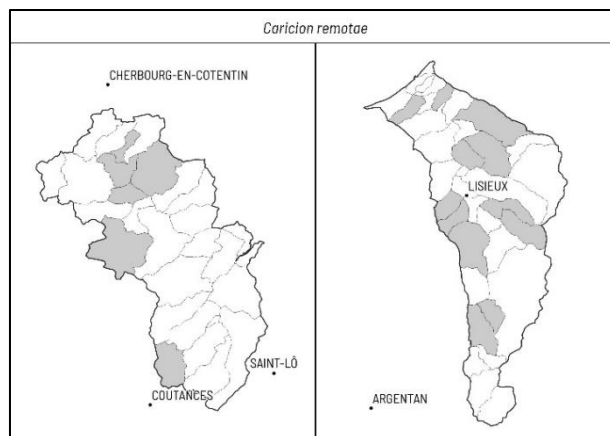 Caricion remotae
CHERBOURG-EN-COTENTIN
SAINT-LÔ
COUTANCES
LISIEUX
ARGENTAN